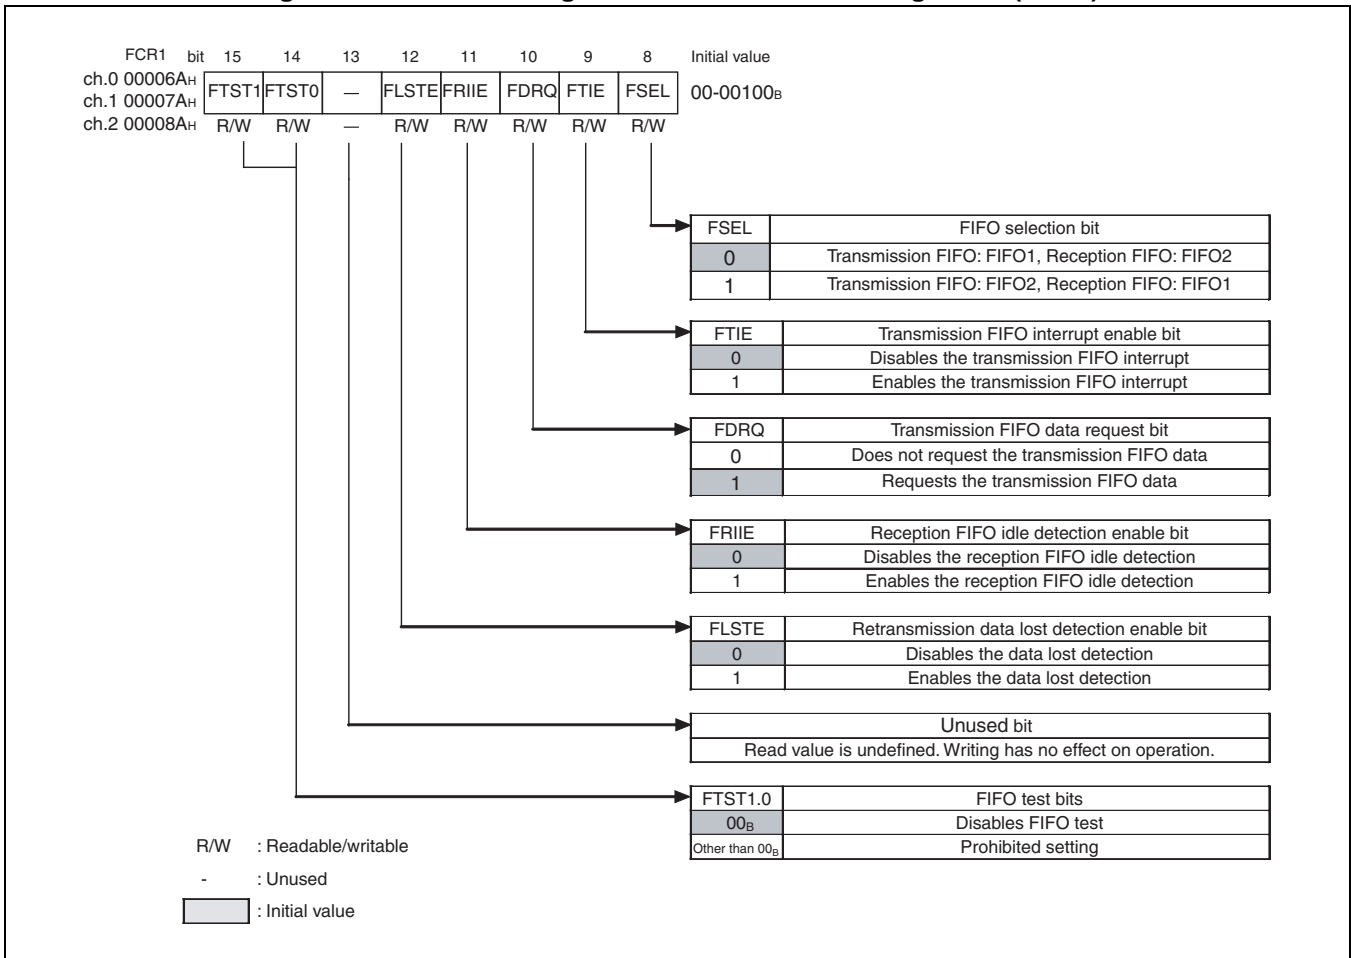 FCR1 bit 15 14 13 12 11 10 9 8 Initial value
ch.0 00006AH
ch.1 00007AH
ch.2 00008AH
FTST1 FTST0 — FLSTE FRIIE FDRQ FTIE FSEL 00-00100B
R/W R/W — R/W R/W R/W R/W R/W
FSEL FIFO selection bit
0 Transmission FIFO: FIFO1, Reception FIFO: FIFO2
1 Transmission FIFO: FIFO2, Reception FIFO: FIFO1
FTIE Transmission FIFO interrupt enable bit
0 Disables the transmission FIFO interrupt
1 Enables the transmission FIFO interrupt
FDRQ Transmission FIFO data request bit
0 Does not request the transmission FIFO data
1 Requests the transmission FIFO data
FRIIE Reception FIFO idle detection enable bit
0 Disables the reception FIFO idle detection
1 Enables the reception FIFO idle detection
FLSTE Retransmission data lost detection enable bit
0 Disables the data lost detection
1 Enables the data lost detection
Unused bit
Read value is undefined. Writing has no effect on operation.
FTST1.0 FIFO test bits
00B Disables FIFO test
Other than 00B Prohibited setting
R/W : Readable/writable
- : Unused
: Initial value